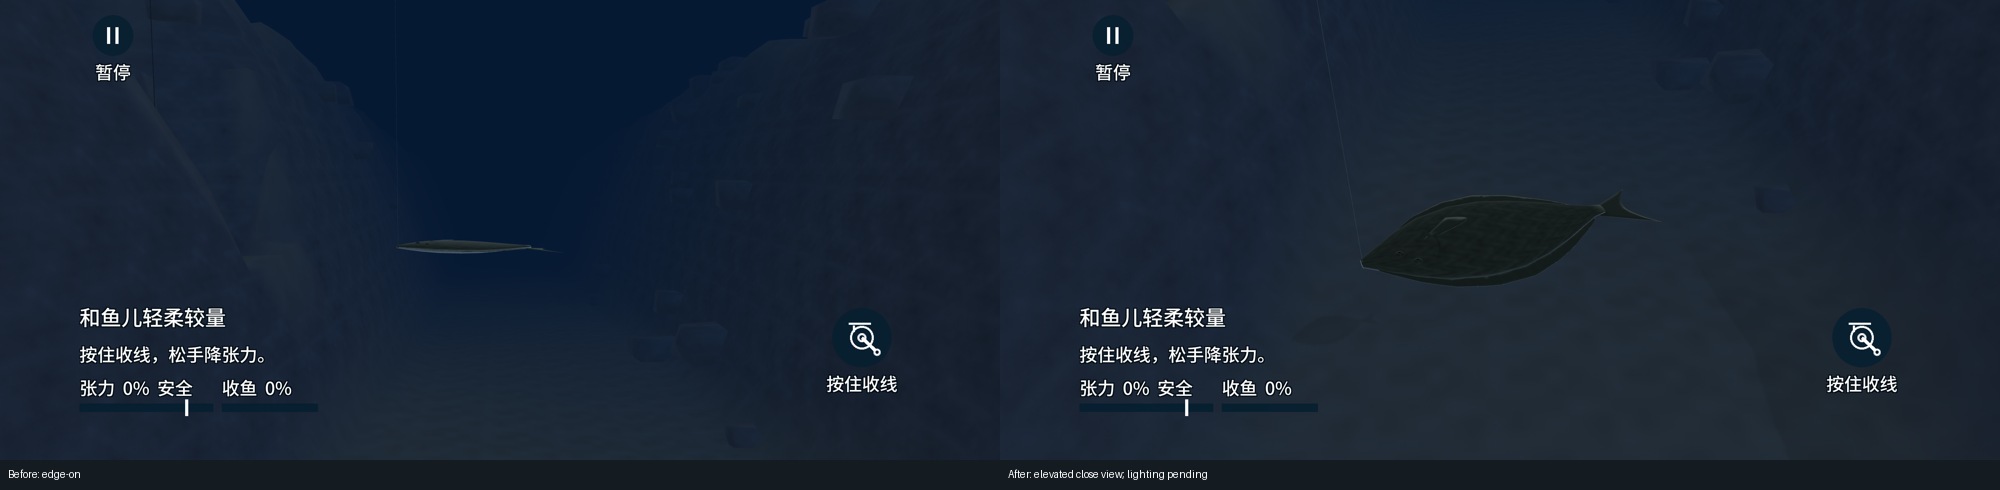 暂停
和鱼儿轻柔较量
按住收线，松手降张力。
张力 0% 安全 收鱼 0%
按住收线
Before: edge-on
暂停
和鱼儿轻柔较量
按住收线，松手降张力。
张力 0% 安全 收鱼 0%
按住收线
After: elevated close view; lighting pending